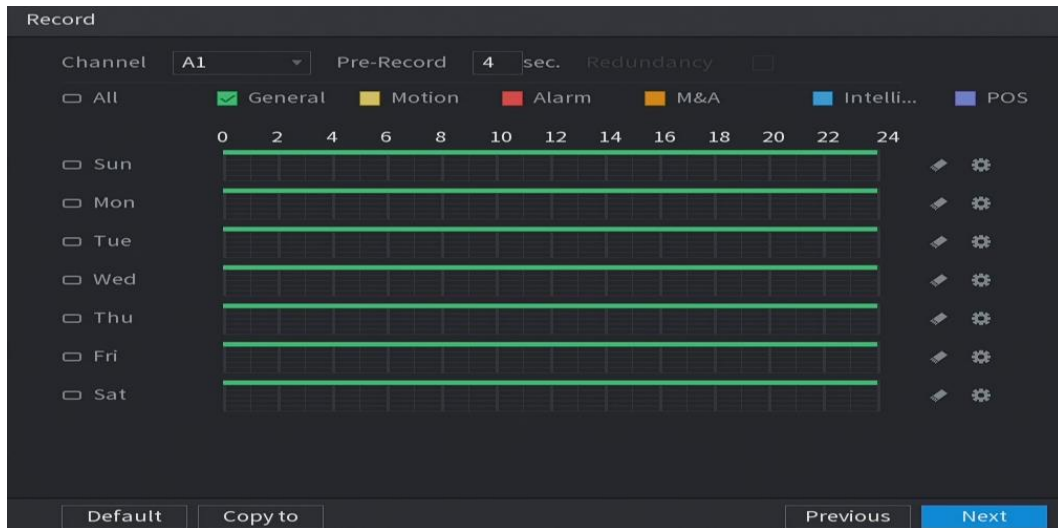 Record
Channel A1 Pre-Record 4 sec. Redundancy
All General Motion Alarm M&A Intelli... POS
0 2 4 6 8 10 12 14 16 18 20 22 24
Sun
Mon
Tue
Wed
Thu
Fri
Sat
Default Copy to Previous Next